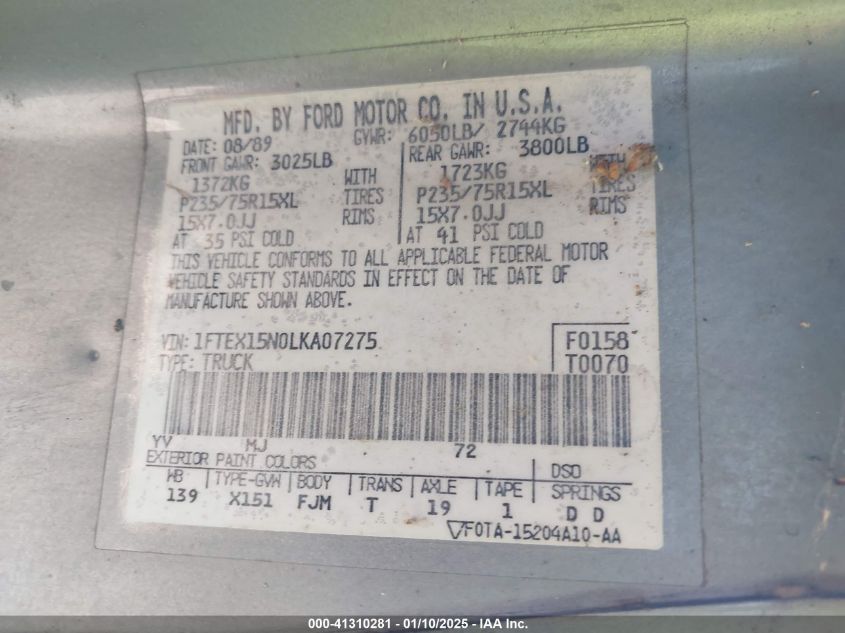 MFD. BY FORD MOTOR CO. IN U.S.A.
DATE: 08/89 GVWR: 6050LB/ 2744KG
FRONT GAWR: 3025LB REAR GAWR: 3800LB
1372KG WITH 1723KG WITH
P235/75R15XL TIRES P235/75R15XL TIRES
15X7.0JJ RIMS 15X7.0JJ RIMS
AT 35 PSI COLD AT 41 PSI COLD
THIS VEHICLE CONFORMS TO ALL APPLICABLE FEDERAL MOTOR
VEHICLE SAFETY STANDARDS IN EFFECT ON THE DATE OF
MANUFACTURE SHOWN ABOVE.
VIN: 1FTEX15N0LKA07275 F0158
TYPE: TRUCK T0070
YV MJ 72
EXTERIOR PAINT COLORS DSO
WB TYPE-GVW BODY TRANS AXLE TAPE SPRINGS
139 X151 FJM T 19 1 D D
F0TA-15204A10-AA
000-41310281 - 01/10/2025 - COPYRIGHT © 2025 IAA, Inc.